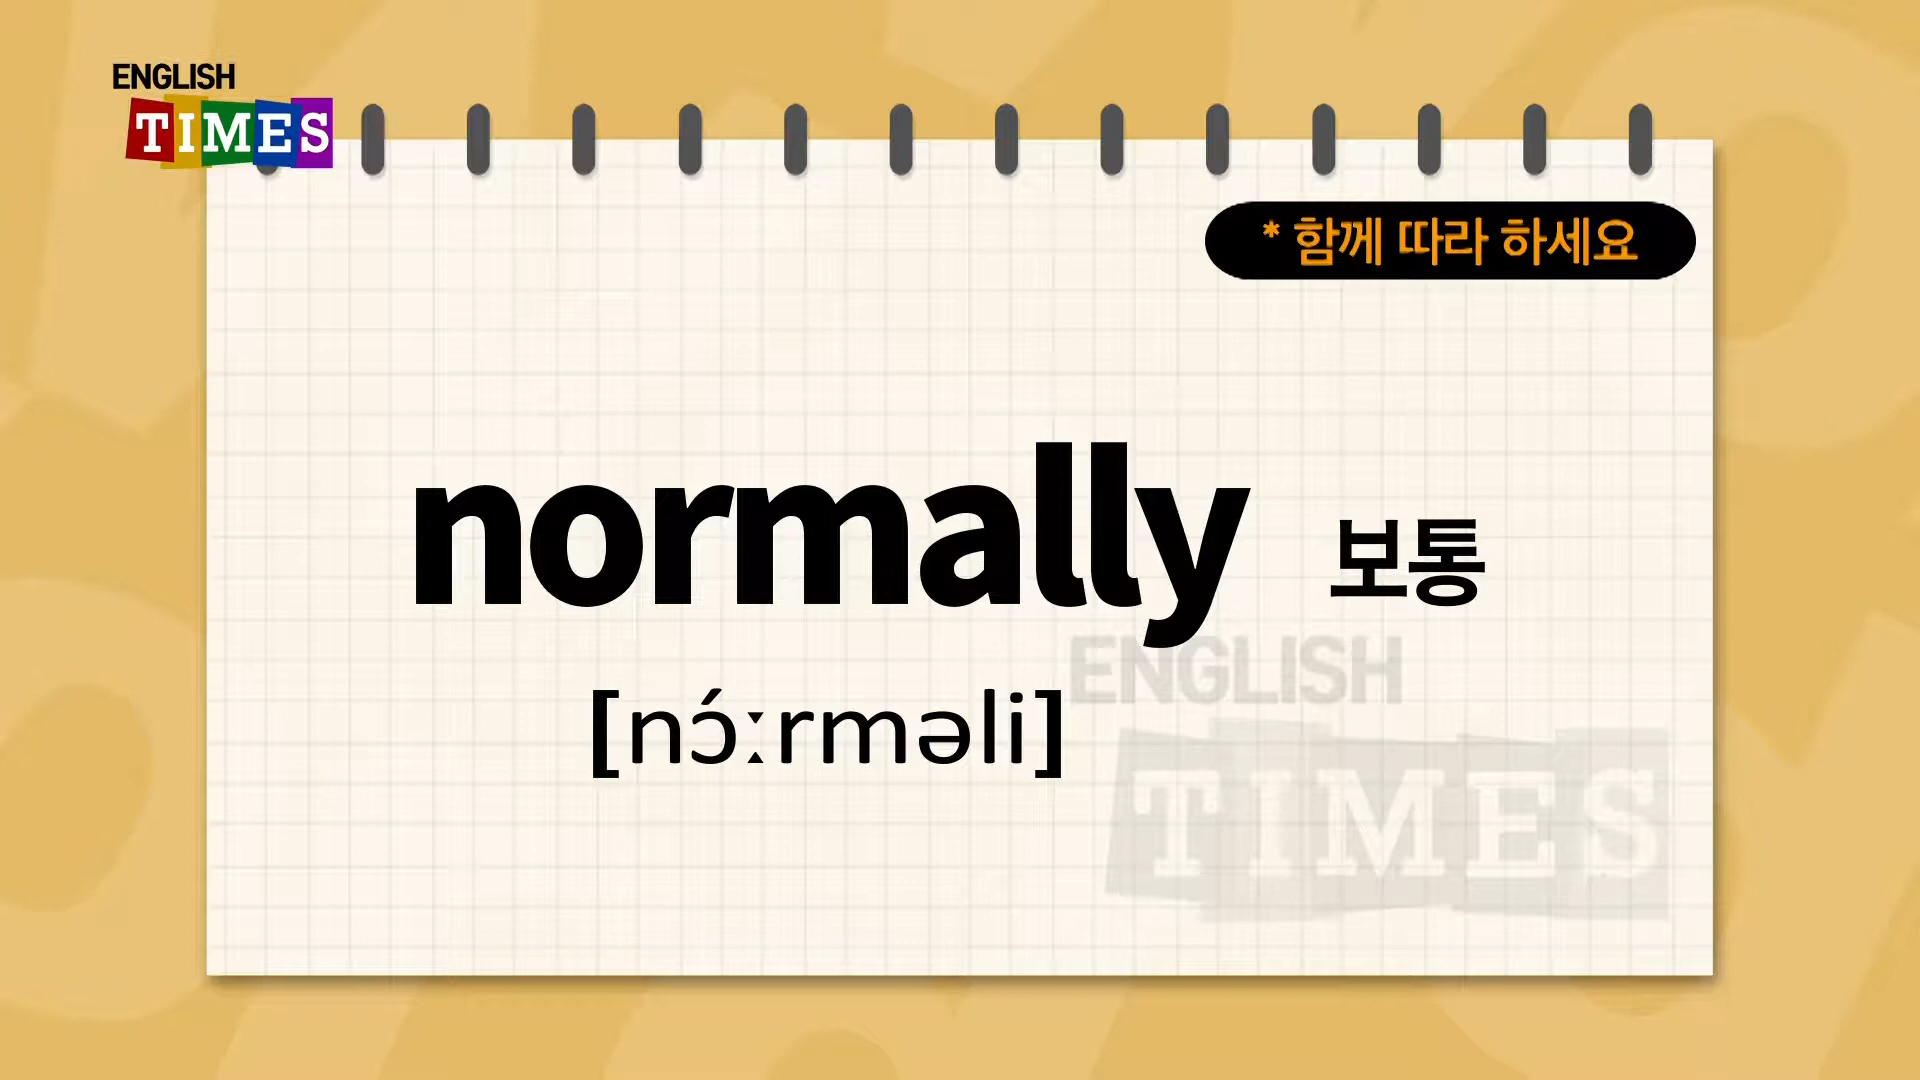 ENGLISH
TIMES
* 함께 따라 하세요
normally 보통
[nɔ́ːrməli]
ENGLISH
TIMES